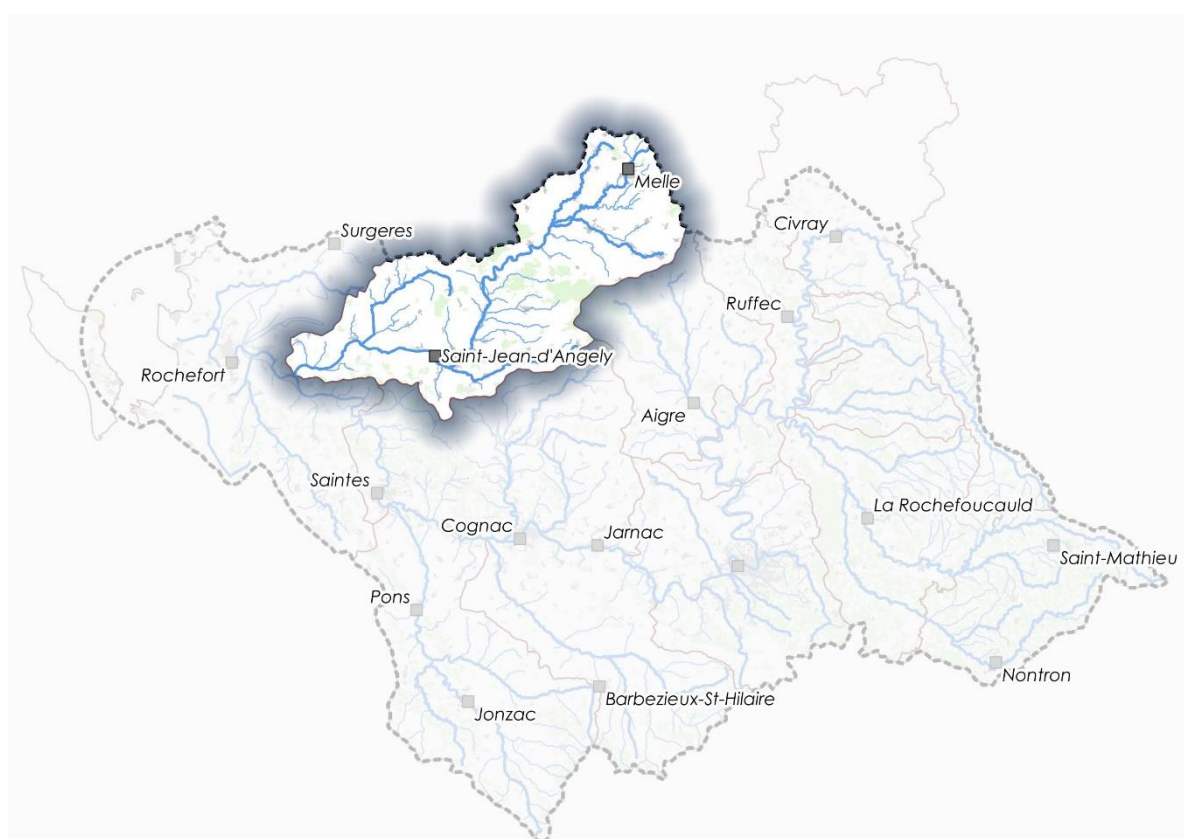 Melle
Surgeres
Civray
Ruffec
Saint-Jean-d'Angely
Rochefort
Aigre
Saintes
La Rochefoucauld
Cognac
Jarnac
Saint-Mathieu
Pons
Nontron
Barbezieux-St-Hilaire
Jonzac